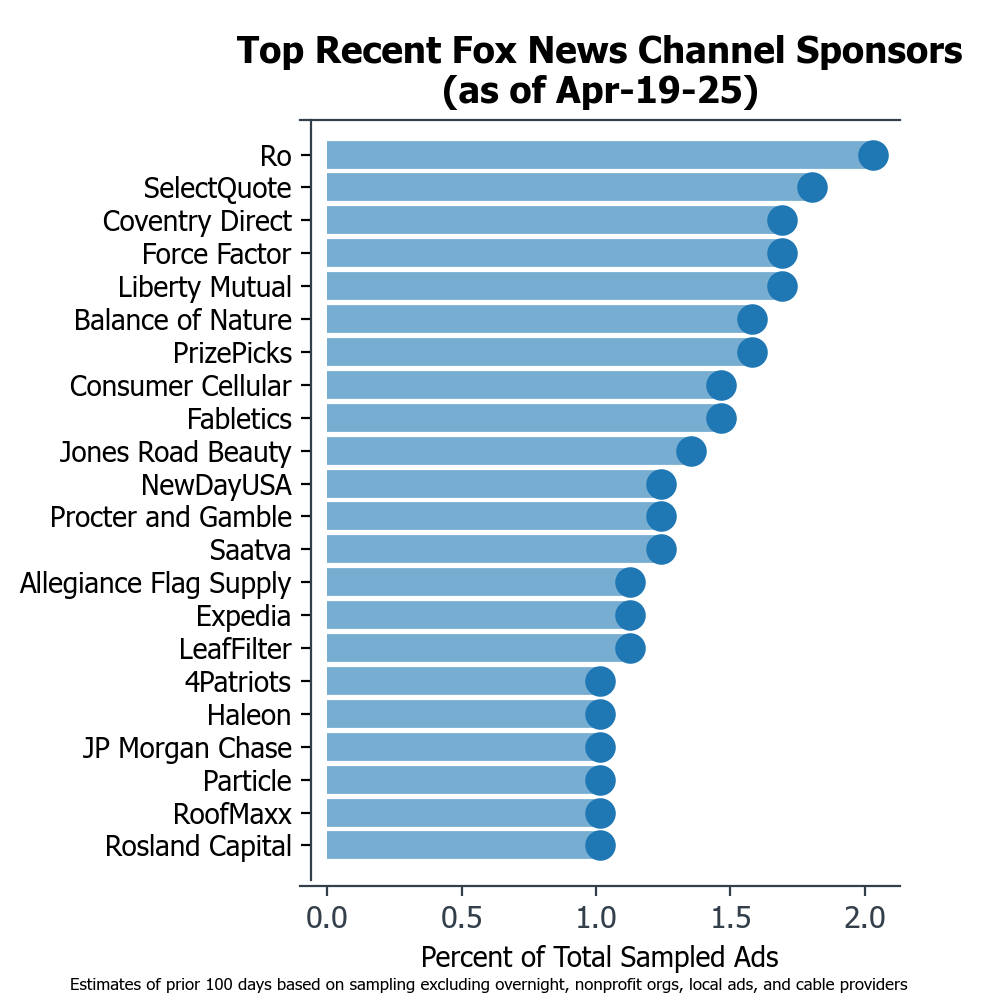 Top Recent Fox News Channel Sponsors
(as of Apr-19-25)
Ro
SelectQuote
Coventry Direct
Force Factor
Liberty Mutual
Balance of Nature
PrizePicks
Consumer Cellular
Fabletics
Jones Road Beauty
NewDayUSA
Procter and Gamble
Saatva
Allegiance Flag Supply
Expedia
LeafFilter
4Patriots
Haleon
JP Morgan Chase
Particle
RoofMaxx
Rosland Capital
0.0 0.5 1.0 1.5 2.0
Percent of Total Sampled Ads
Estimates of prior 100 days based on sampling excluding overnight, nonprofit orgs, local ads, and cable providers